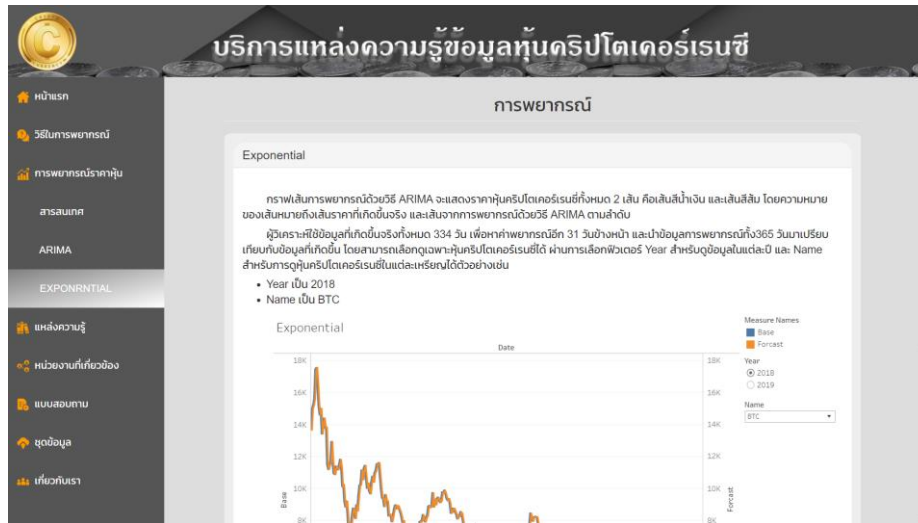 บริการแหล่งความรู้ข้อมูลหุ้นคริปโตเคอร์เรนซี
หน้าแรก
วิธีในการพยากรณ์
การพยากรณ์ราคาหุ้น
สารสนเทศ
ARIMA
EXPONRNTIAL
แหล่งความรู้
หน่วยงานที่เกี่ยวข้อง
แบบสอบถาม
ชุดข้อมูล
เกี่ยวกับเรา
การพยากรณ์
Exponential
กราฟเส้นการพยากรณ์ด้วยวิธี ARIMA จะแสดงราคาหุ้นคริปโตเคอร์เรนซี่ทั้งหมด 2 เส้น คือเส้นสีน้ำเงิน และเส้นสีส้ม โดยความหมาย
ของเส้นหมายถึงเส้นราคาที่เกิดขึ้นจริง และเส้นจากการพยากรณ์ด้วยวิธี ARIMA ตามลำดับ
ผู้วิเคราะห์ใช้ข้อมูลที่เกิดขึ้นจริงทั้งหมด 334 วัน เพื่อหาค่าพยากรณ์อีก 31 วันข้างหน้า และนำข้อมูลการพยากรณ์ทั้ง365 วันมาเปรียบ
เทียบกับข้อมูลที่เกิดขึ้น โดยสามารถเลือกดูเฉพาะหุ้นคริปโตเคอร์เรนซี่ได้ ผ่านการเลือกฟิวเตอร์ Year สำหรับดูข้อมูลในแต่ละปี และ Name
สำหรับการดูหุ้นคริปโตเคอร์เรนซี่ในแต่ละเหรียญได้ตัวอย่างเช่น
• Year เป็น 2018
• Name เป็น BTC
Exponential
Date
18K
16K
14K
12K
10K
8K
Base
18K
16K
14K
12K
10K
8K
Forcast
Measure Names
Base
Forcast
Year
2018
2019
Name
BTC